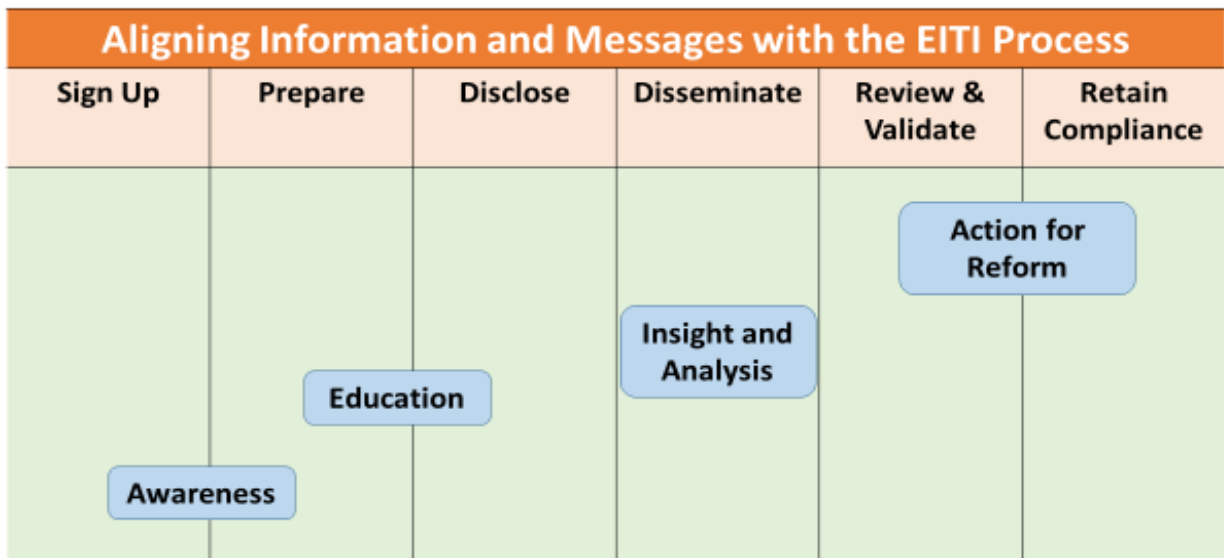 Aligning Information and Messages with the EITI Process
Sign Up
Prepare
Disclose
Disseminate
Review &
Validate
Retain
Compliance
Action for
Reform
Insight and
Analysis
Education
Awareness